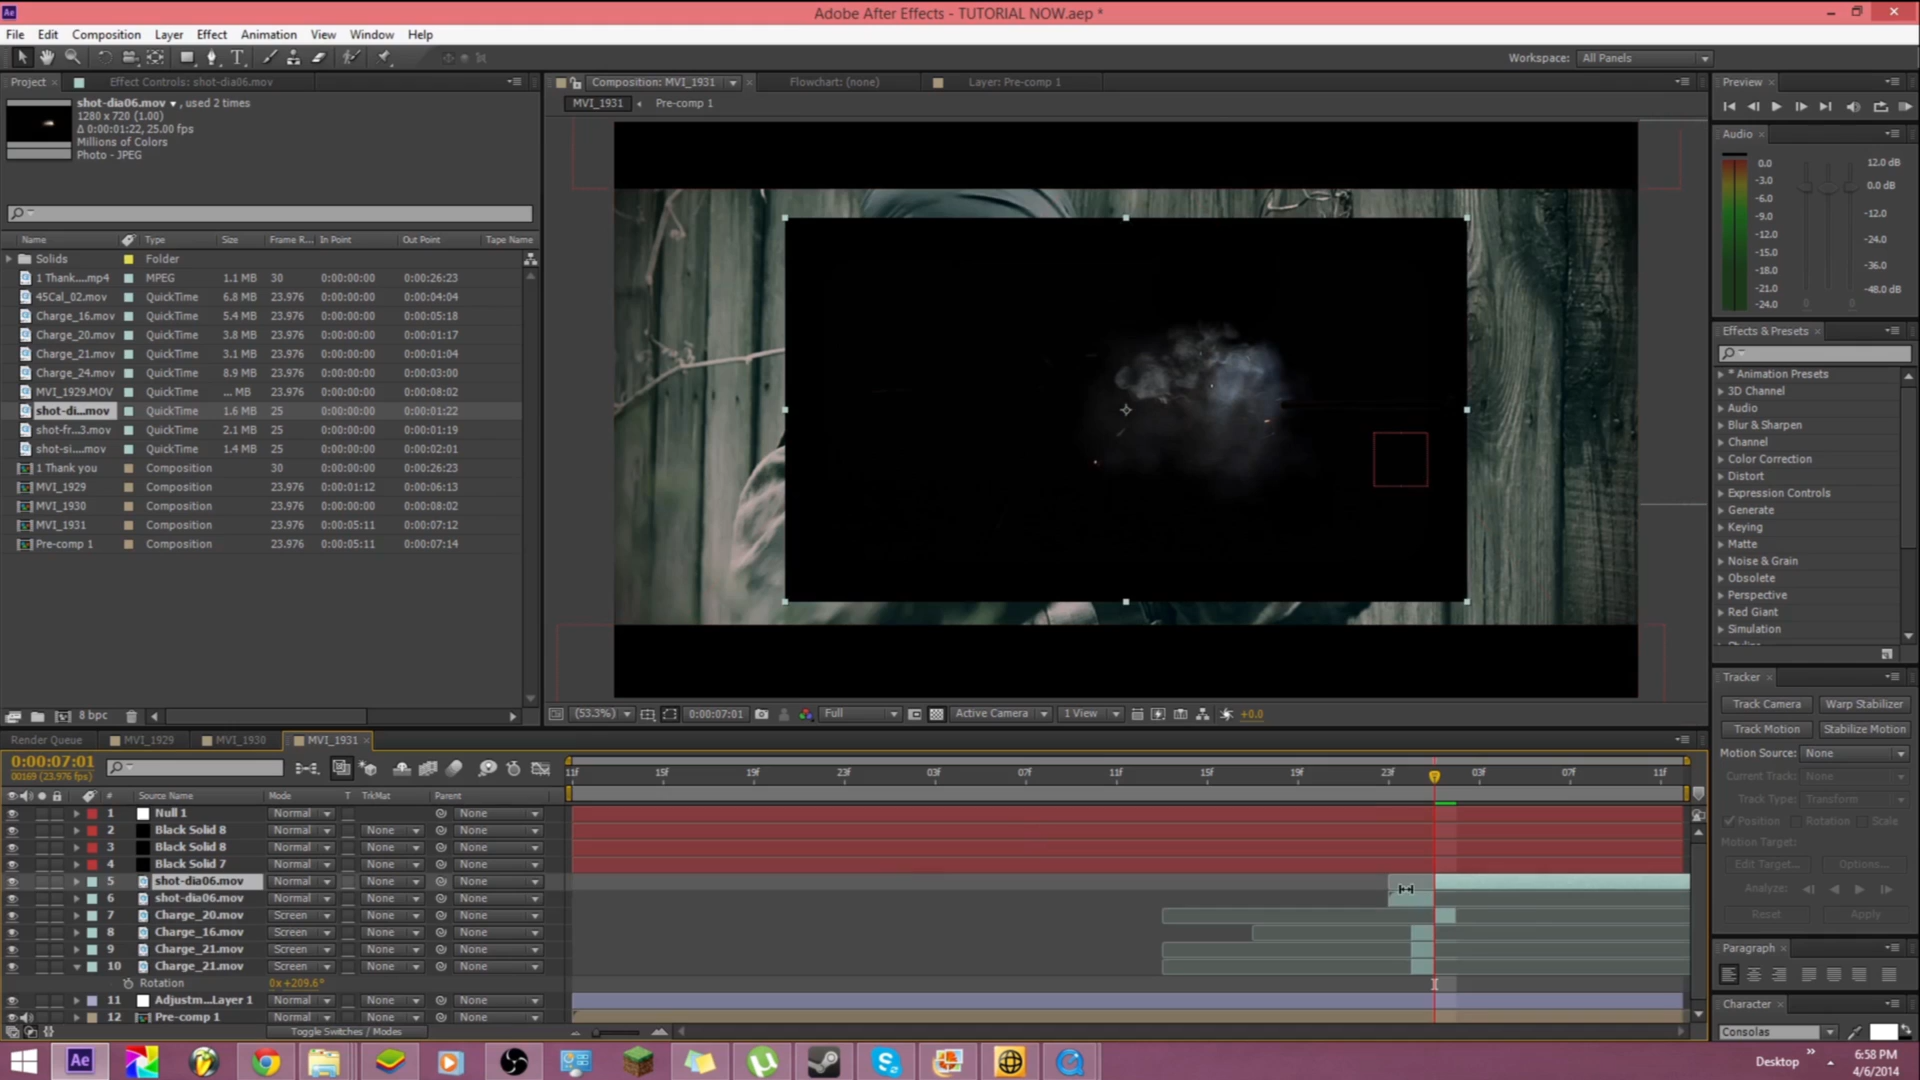 Adobe After Effects - TUTORIAL NOW.aep *
File Edit Composition Layer Effect Animation View Window Help
Workspace: All Panels
Project Effect Controls: shot-dia06.mov
Composition: MVI_1931 Flowchart: (none) Layer: Pre-comp 1
Preview
shot-dia06.mov , used 2 times
1280 x 720 (1.00)
Δ 0:00:01:22, 25.00 fps
Millions of Colors
Photo - JPEG
MVI_1931 Pre-comp 1
Audio
0.0 12.0 dB
-3.0 0.0 dB
-6.0
-9.0 -12.0
-12.0 -24.0
-15.0
-18.0 -36.0
-21.0 -48.0 dB
-24.0 0 0
Name Type Size Frame R... In Point Out Point Tape Name
Solids Folder
1 Thank....mp4 MPEG 1.1 MB 30 0:00:00:00 0:00:26:23
45Cal_02.mov QuickTime 6.8 MB 23.976 0:00:00:00 0:00:04:04
Charge_16.mov QuickTime 5.4 MB 23.976 0:00:00:00 0:00:05:18
Charge_20.mov QuickTime 3.8 MB 23.976 0:00:00:00 0:00:01:17
Charge_21.mov QuickTime 3.1 MB 23.976 0:00:00:00 0:00:01:04
Charge_24.mov QuickTime 8.9 MB 23.976 0:00:00:00 0:00:03:00
MVI_1929.MOV QuickTime ... MB 23.976 0:00:00:00 0:00:08:02
shot-di...mov QuickTime 1.6 MB 25 0:00:00:00 0:00:01:22
shot-fr...3.mov QuickTime 2.1 MB 25 0:00:00:00 0:00:01:19
shot-si....mov QuickTime 1.4 MB 25 0:00:00:00 0:00:02:01
1 Thank you Composition 30 0:00:00:00 0:00:26:23
MVI_1929 Composition 23.976 0:00:01:12 0:00:06:13
MVI_1930 Composition 23.976 0:00:00:00 0:00:08:02
MVI_1931 Composition 23.976 0:00:05:11 0:00:07:12
Pre-comp 1 Composition 23.976 0:00:05:11 0:00:07:14
Effects & Presets
* Animation Presets
3D Channel
Audio
Blur & Sharpen
Channel
Color Correction
Distort
Expression Controls
Generate
Keying
Matte
Noise & Grain
Obsolete
Perspective
Red Giant
Simulation
Tracker
Track Camera Warp Stabilizer
Track Motion Stabilize Motion
Motion Source: None
Current Track: None
Track Type: Transform
Position Rotation Scale
Motion Target:
Edit Target... Options...
Analyze:
Reset Apply
Paragraph
Character
Consolas
8 bpc
(53.3%) 0:00:07:01 Full Active Camera 1 View +0.0
Render Queue MVI_1929 MVI_1930 MVI_1931
0:00:07:01
00169 (23.976 fps)
11f 15f 19f 23f 03f 07f 11f 15f 19f 23f 03f 07f 11f
# Source Name Mode T TrkMat Parent
1 Null 1 Normal None
2 Black Solid 8 Normal None None
3 Black Solid 8 Normal None None
4 Black Solid 7 Normal None None
5 shot-dia06.mov Normal None None
6 shot-dia06.mov Normal None None
7 Charge_20.mov Screen None None
8 Charge_16.mov Screen None None
9 Charge_21.mov Screen None None
10 Charge_21.mov Screen None None
Rotation 0x +209.6°
11 Adjustm...Layer 1 Normal None None
12 Pre-comp 1 Normal None None
Toggle Switches / Modes
Ae
Desktop
6:58 PM
4/6/2014